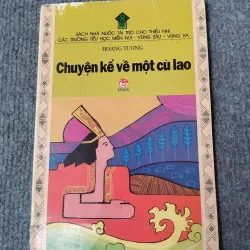 SÁCH NHÀ NƯỚC TÀI TRỢ CHO THIẾU NHI
CÁC TRƯỜNG TIỂU HỌC MIỀN NÚI - VÙNG SÂU - VÙNG XA
HOÀNG TƯƠNG
Chuyện kể về một cù lao